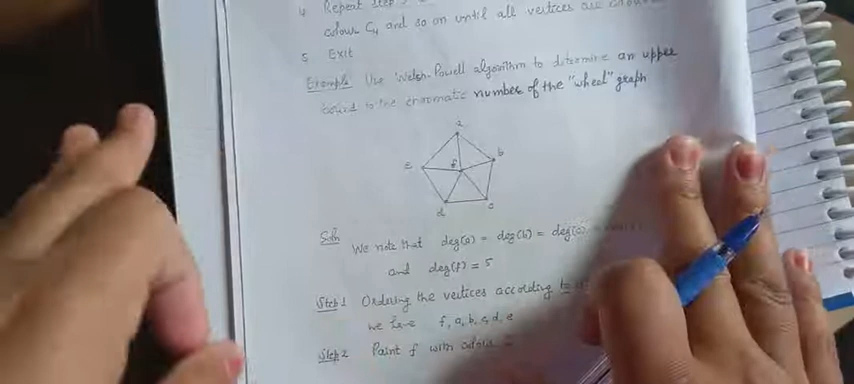 4 Repeat Step
colour C4 and so on until all vertices are
5 Exit
Example Use Welsh-Powell algorithm to determine an upper
bound to the chromatic number of the "wheel" graph
a
e f b
d c
Soln We note that deg(a) = deg(b) = deg(c) =
and deg(f) = 5
Step 1 Ordering the vertices according to
we have f, a, b, c, d, e
Step 2 Paint f with colour